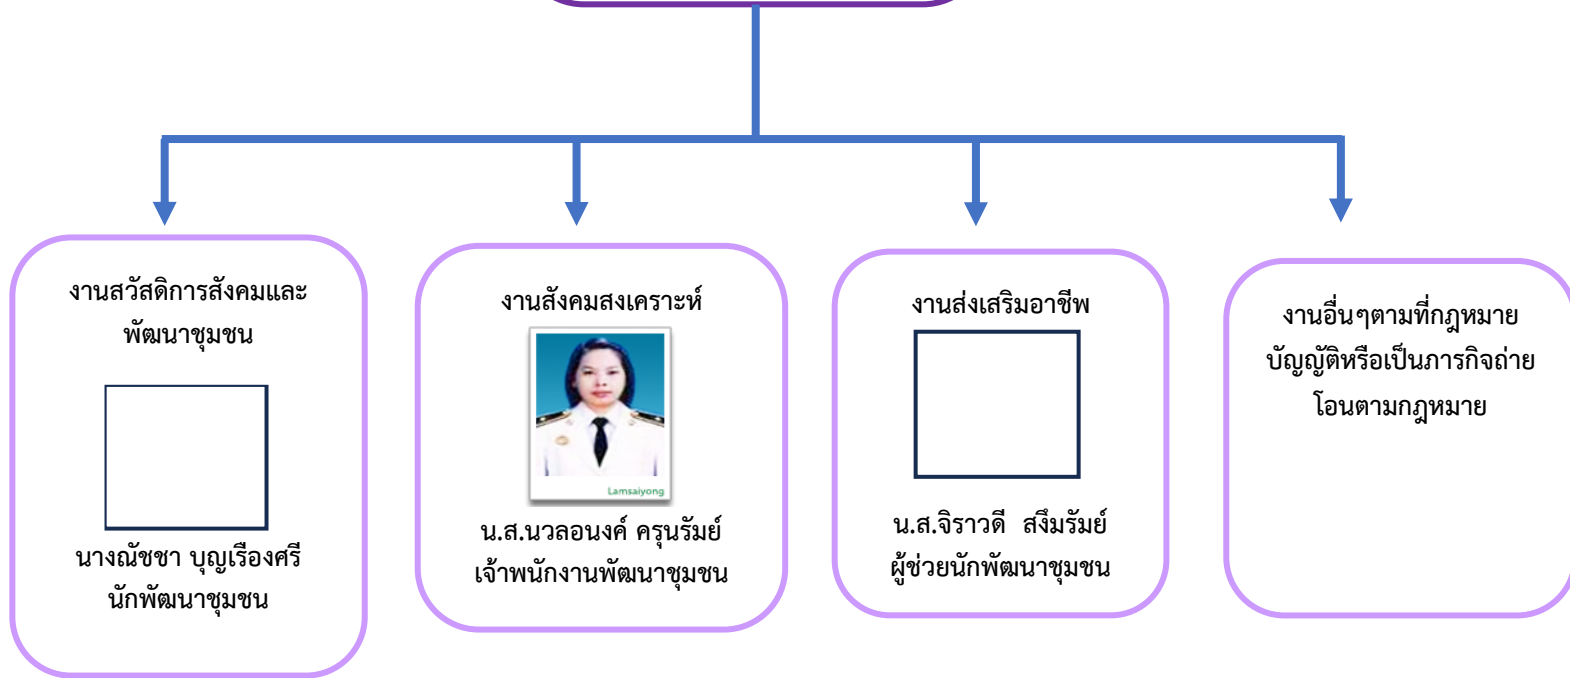 งานสวัสดิการสังคมและ
พัฒนาชุมชน
นางณัชชา บุญเรืองศรี
นักพัฒนาชุมชน
งานสังคมสงเคราะห์
Lamsaiyong
น.ส.นวลอนงค์ ครุนรัมย์
เจ้าพนักงานพัฒนาชุมชน
งานส่งเสริมอาชีพ
น.ส.จิราวดี สงึมรัมย์
ผู้ช่วยนักพัฒนาชุมชน
งานอื่นๆตามที่กฎหมาย
บัญญัติหรือเป็นภารกิจถ่าย
โอนตามกฎหมาย